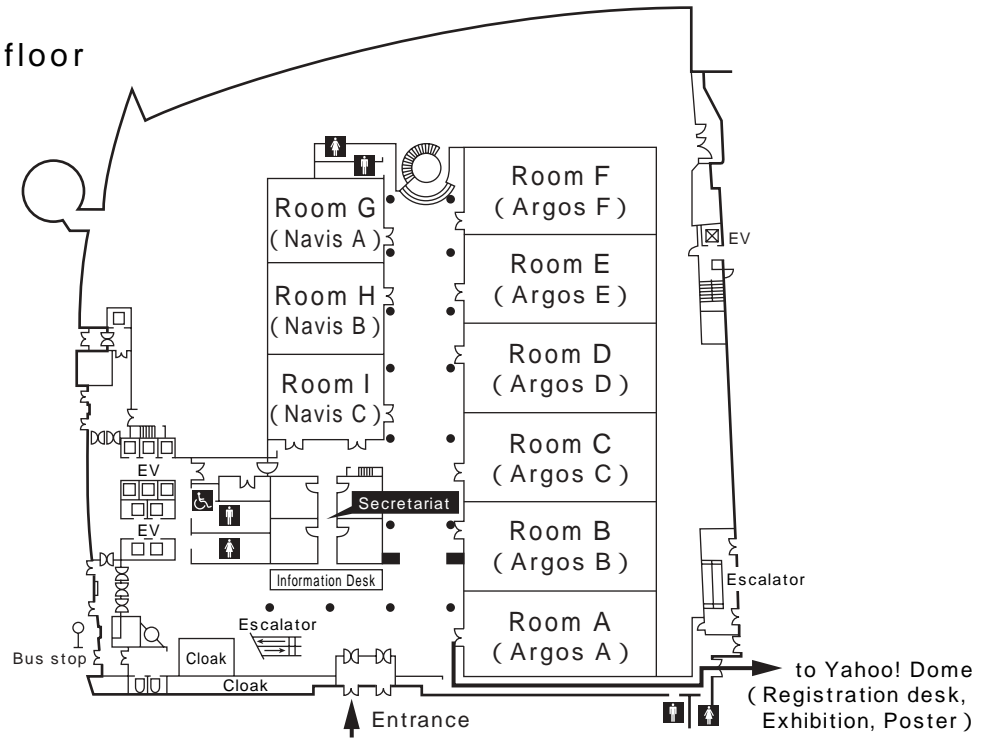 floor
Room F
(Argos F)
Room G
(Navis A)
EV
Room E
(Argos E)
Room H
(Navis B)
Room D
(Argos D)
Room I
(Navis C)
Room C
(Argos C)
EV
Secretariat
EV
Room B
(Argos B)
Information Desk
Escalator
Room A
(Argos A)
Escalator
Bus stop
Cloak
Cloak
to Yahoo! Dome
(Registration desk,
Exhibition, Poster)
Entrance